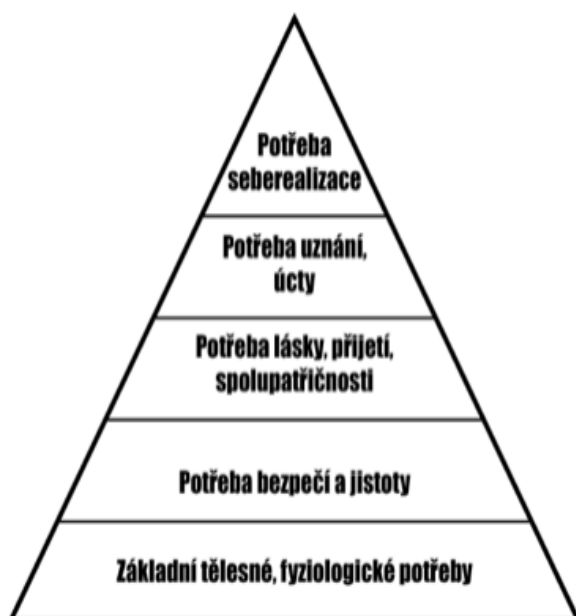 Potřeba
seberealizace
Potřeba uznání,
úcty
Potřeba lásky, přijetí,
spolupatřičnosti
Potřeba bezpečí a jistoty
Základní tělesné, fyziologické potřeby